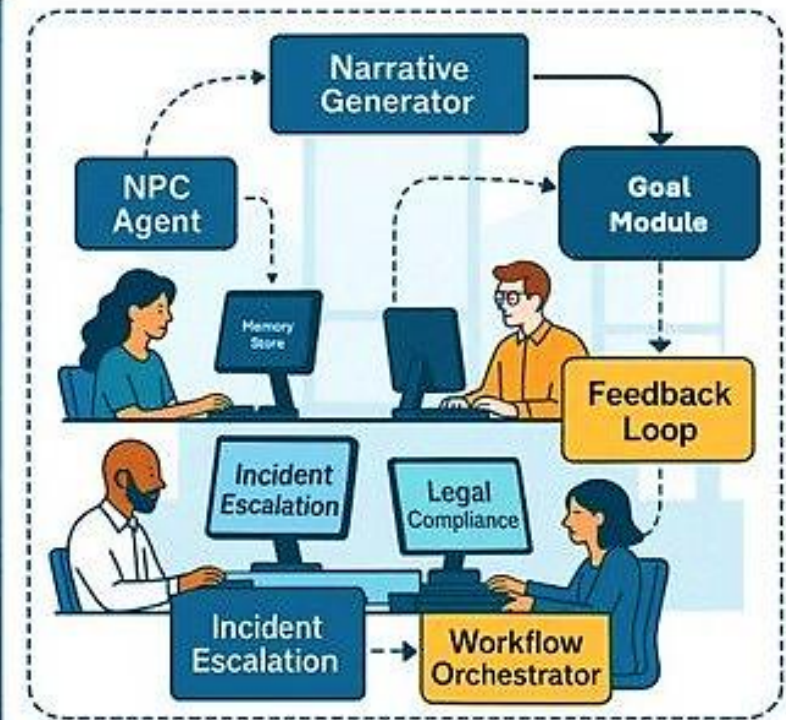 Narrative
Generator
NPC
Agent
Goal
Module
Memory
Store
Feedback
Loop
Incident
Escalation
Legal
Compliance
Incident
Escalation
Workflow
Orchestrator